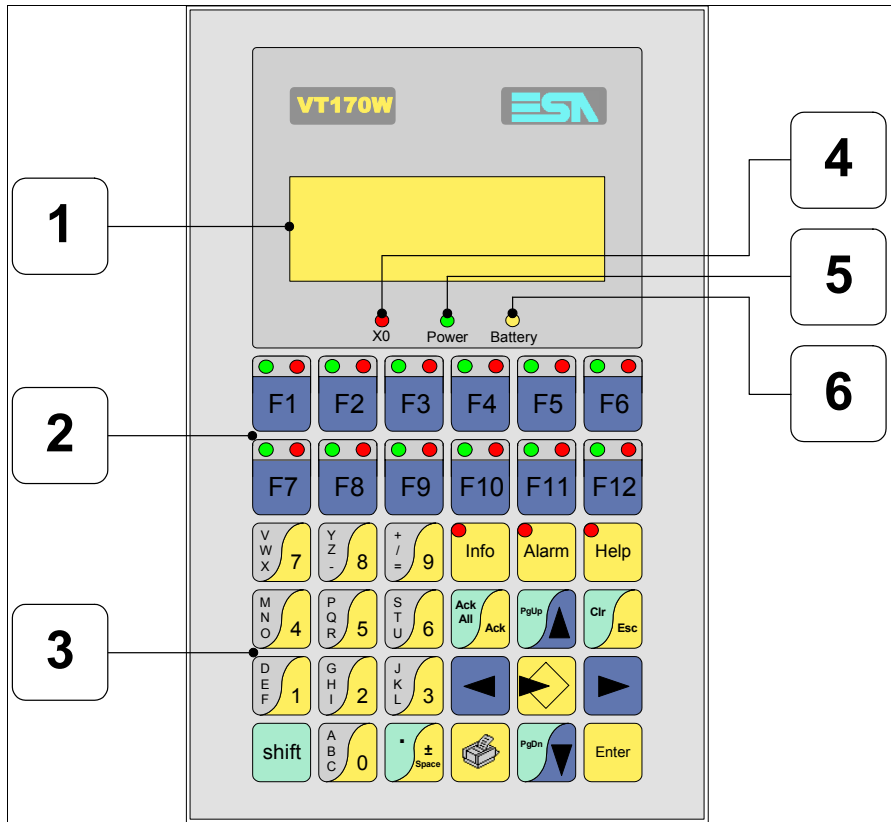 VT170W ESA
4
1
5
X0 Power Battery
6
F1 F2 F3 F4 F5 F6
2
F7 F8 F9 F10 F11 F12
V W X 7 Y Z - 8 + / = 9 Info Alarm Help
M N O 4 P Q R 5 S T U 6 Ack All Ack PgUp Clr Esc
3
D E F 1 G H I 2 J K L 3
shift A B C 0 . ± Space PgDn Enter